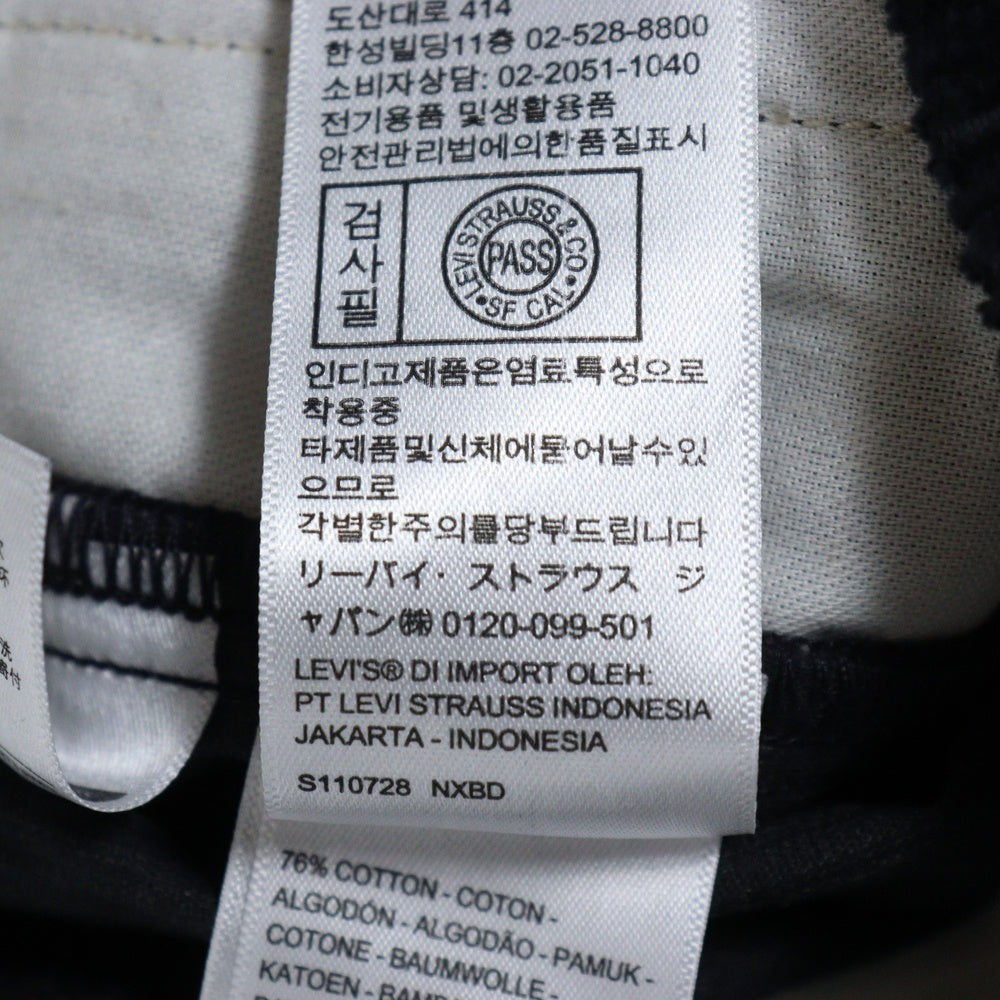 도산대로 414
한성빌딩11층 02-528-8800
소비자상담: 02-2051-1040
전기용품 및생활용품
안전관리법에의한품질표시
검사필
LEVI STRAUSS & CO
PASS
SF CAL
인디고제품은염료특성으로
착용중
타제품및신체에묻어날수있
으므로
각별한주의를당부드립니다
リーバイ· ストラウス ジ
ャパン㈱ 0120-099-501
LEVI'S® DI IMPORT OLEH:
PT LEVI STRAUSS INDONESIA
JAKARTA - INDONESIA
S110728 NXBD
76% COTTON - COTON -
ALGODÓN - ALGODÃO - PAMUK -
COTONE - BAUMWOLLE -
KATOEN -
洗